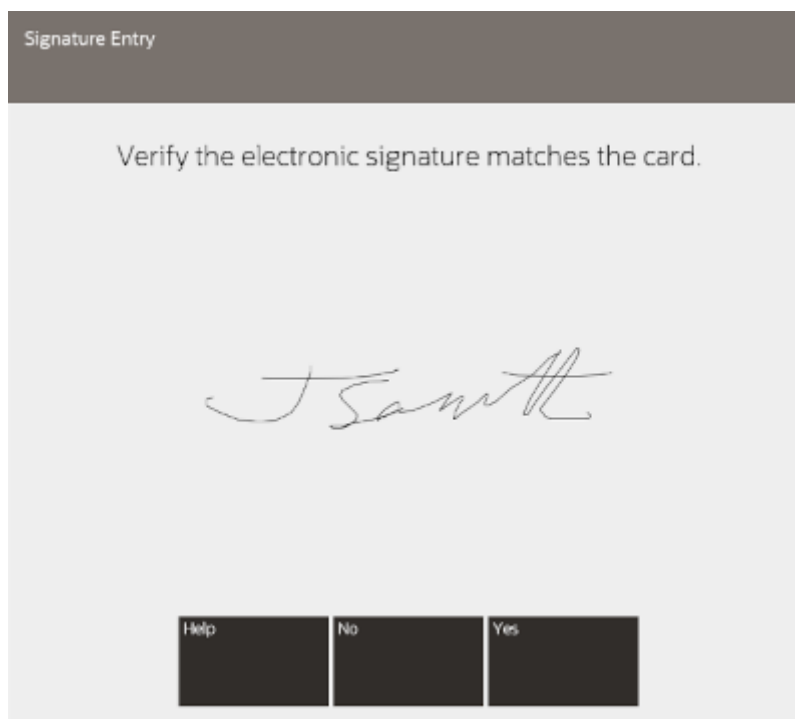 Signature Entry
Verify the electronic signature matches the card.
Help No Yes